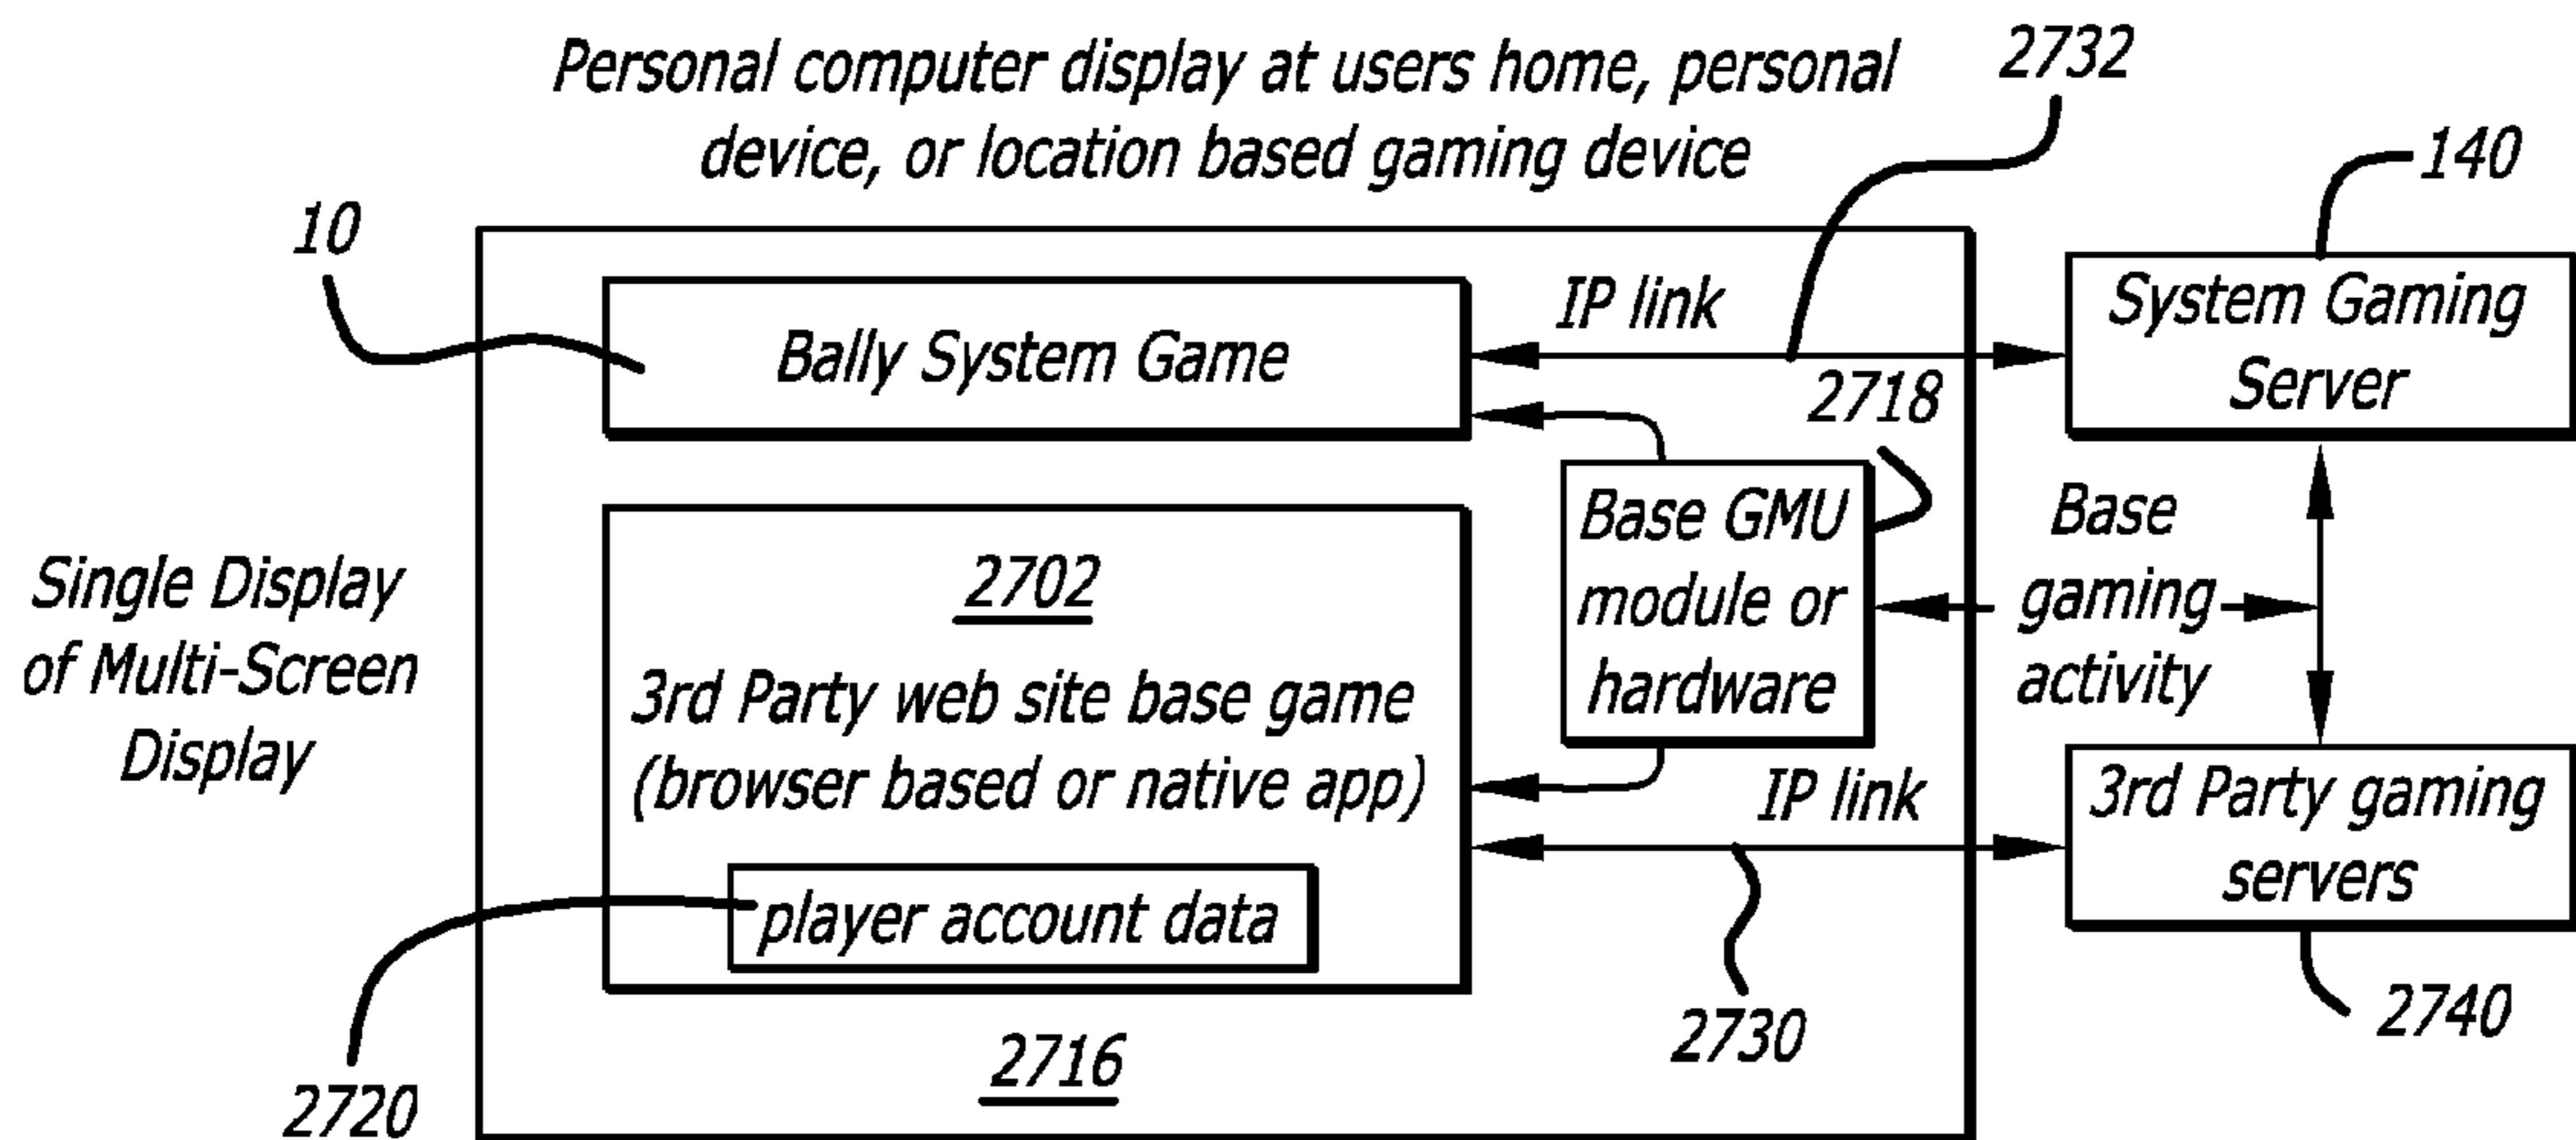 Personal computer display at users home, personal
device, or location based gaming device
2732
140
10
Bally System Game
IP link
System Gaming
Server
2718
Base GMU
module or
hardware
Base
gaming
activity
Single Display
of Multi-Screen
Display
2702
3rd Party web site base game
(browser based or native app)
player account data
IP link
3rd Party gaming
servers
2716
2730
2740
2720